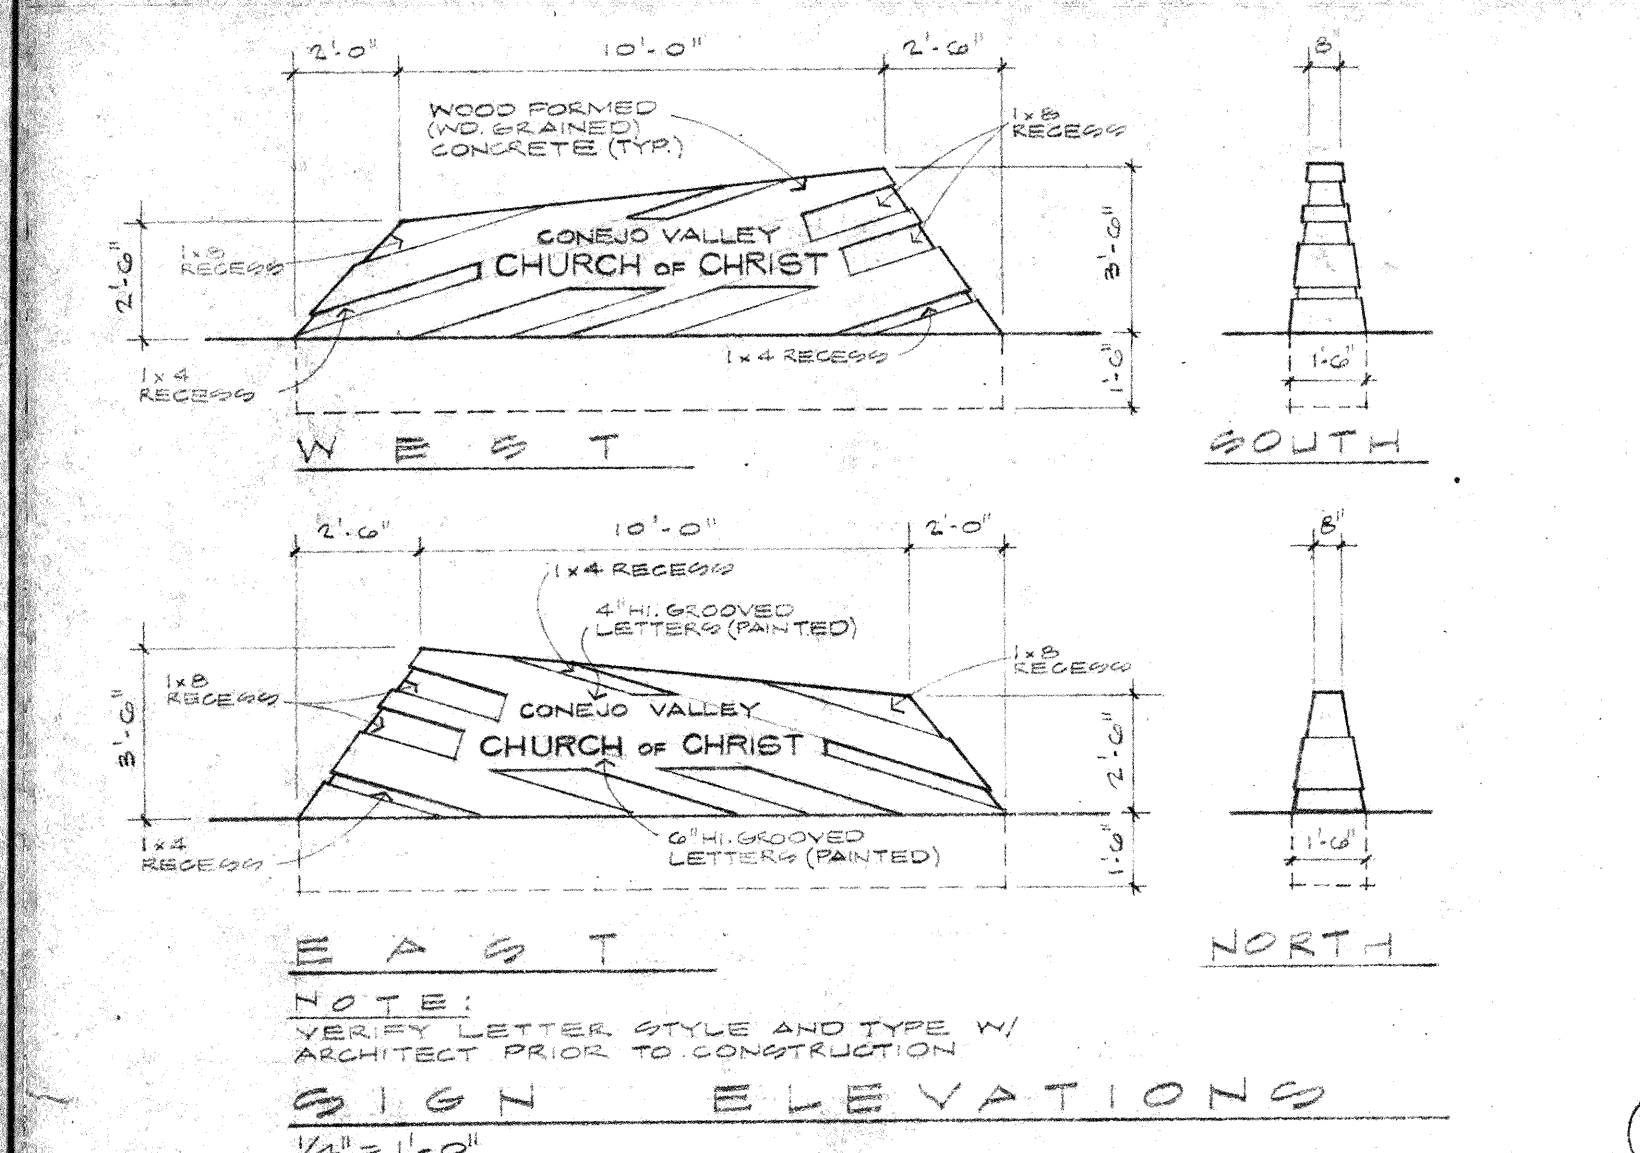 2'-0"
10'-0"
2'-6"
8"
WOOD FORMED
(WD. GRAINED)
CONCRETE (TYP.)
1x8
RECESS
1x8
RECESS
2'-6"
CONEJO VALLEY
CHURCH OF CHRIST
3'-6"
1x4
RECESS
1x4 RECESS
1'-6"
1'-6"
WEST
SOUTH
2'-6"
10'-0"
2'-0"
8"
1x4 RECESS
4" HI. GROOVED
LETTERS (PAINTED)
1x8
RECESS
1x8
RECESS
3'-6"
CONEJO VALLEY
CHURCH OF CHRIST
2'-6"
1x4
RECESS
6" HI. GROOVED
LETTERS (PAINTED)
1'-6"
1'-6"
EAST
NORTH
NOTE:
VERIFY LETTER STYLE AND TYPE W/
ARCHITECT PRIOR TO CONSTRUCTION
SIGN ELEVATIONS
= 1'-0"